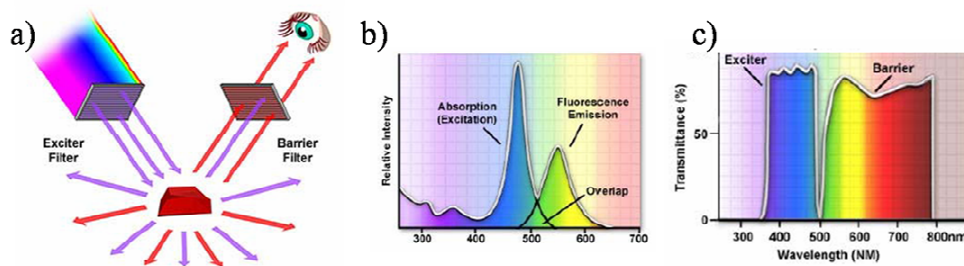 a)
Exciter
Filter
Barrier
Filter
b)
Relative Intensity
Absorption
(Excitation)
Fluorescence
Emission
Overlap
300 400 500 600 700
c)
Transmittance (%)
Exciter
Barrier
50
0
300 400 500 600 700 800nm
Wavelength (NM)